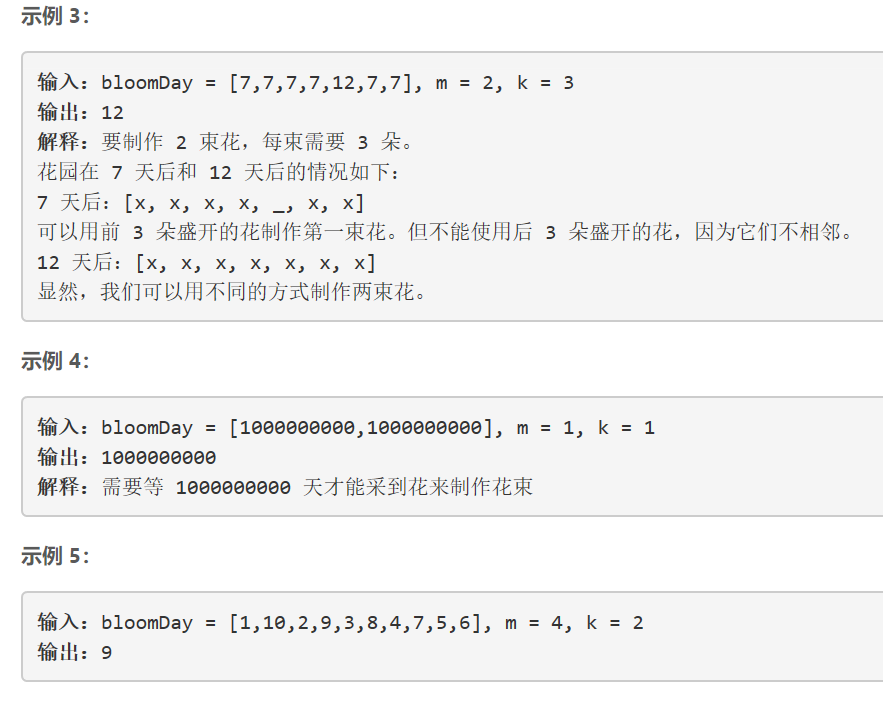 示例 3：
输入：bloomDay = [7,7,7,7,12,7,7], m = 2, k = 3
输出：12
解释：要制作 2 束花，每束需要 3 朵。
花园在 7 天后和 12 天后的情况如下：
7 天后：[x, x, x, x, _, x, x]
可以用前 3 朵盛开的花制作第一束花。但不能使用后 3 朵盛开的花，因为它们不相邻。
12 天后：[x, x, x, x, x, x, x]
显然，我们可以用不同的方式制作两束花。
示例 4：
输入：bloomDay = [1000000000,1000000000], m = 1, k = 1
输出：1000000000
解释：需要等 1000000000 天才能采到花来制作花束
示例 5：
输入：bloomDay = [1,10,2,9,3,8,4,7,5,6], m = 4, k = 2
输出：9